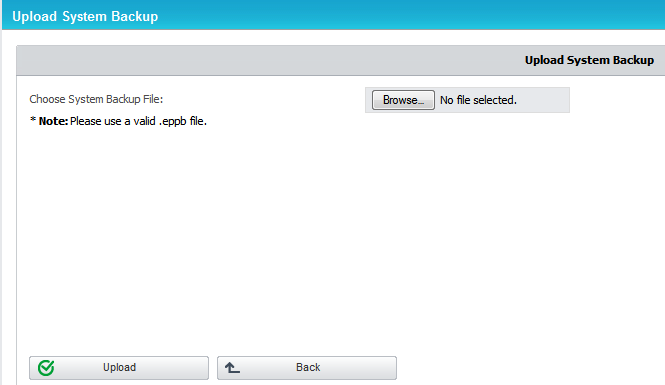 Upload System Backup
Upload System Backup
Choose System Backup File: Browse... No file selected.
* Note: Please use a valid .eppb file.
Upload Back